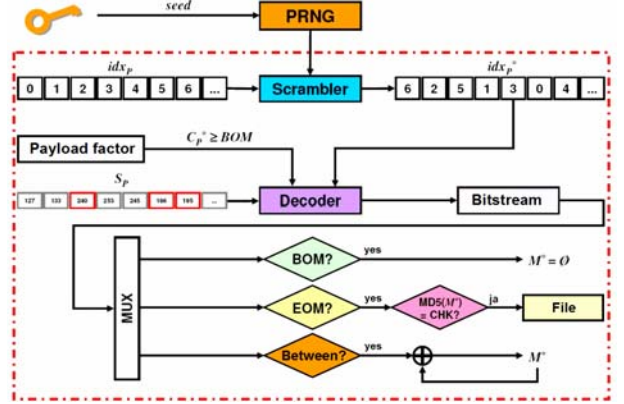 seed
PRNG
idx_P
idx_P^*
0 1 2 3 4 5 6 ...
Scrambler
6 2 5 1 3 0 4 ...
Payload factor
C_P^* ≥ BOM
S_P
127 133 240 253 245 186 195 ...
Decoder
Bitstream
MUX
BOM?
yes
M^* = Ø
EOM?
yes
MD5(M^*)
= CHK?
ja
File
Between?
yes
M^*